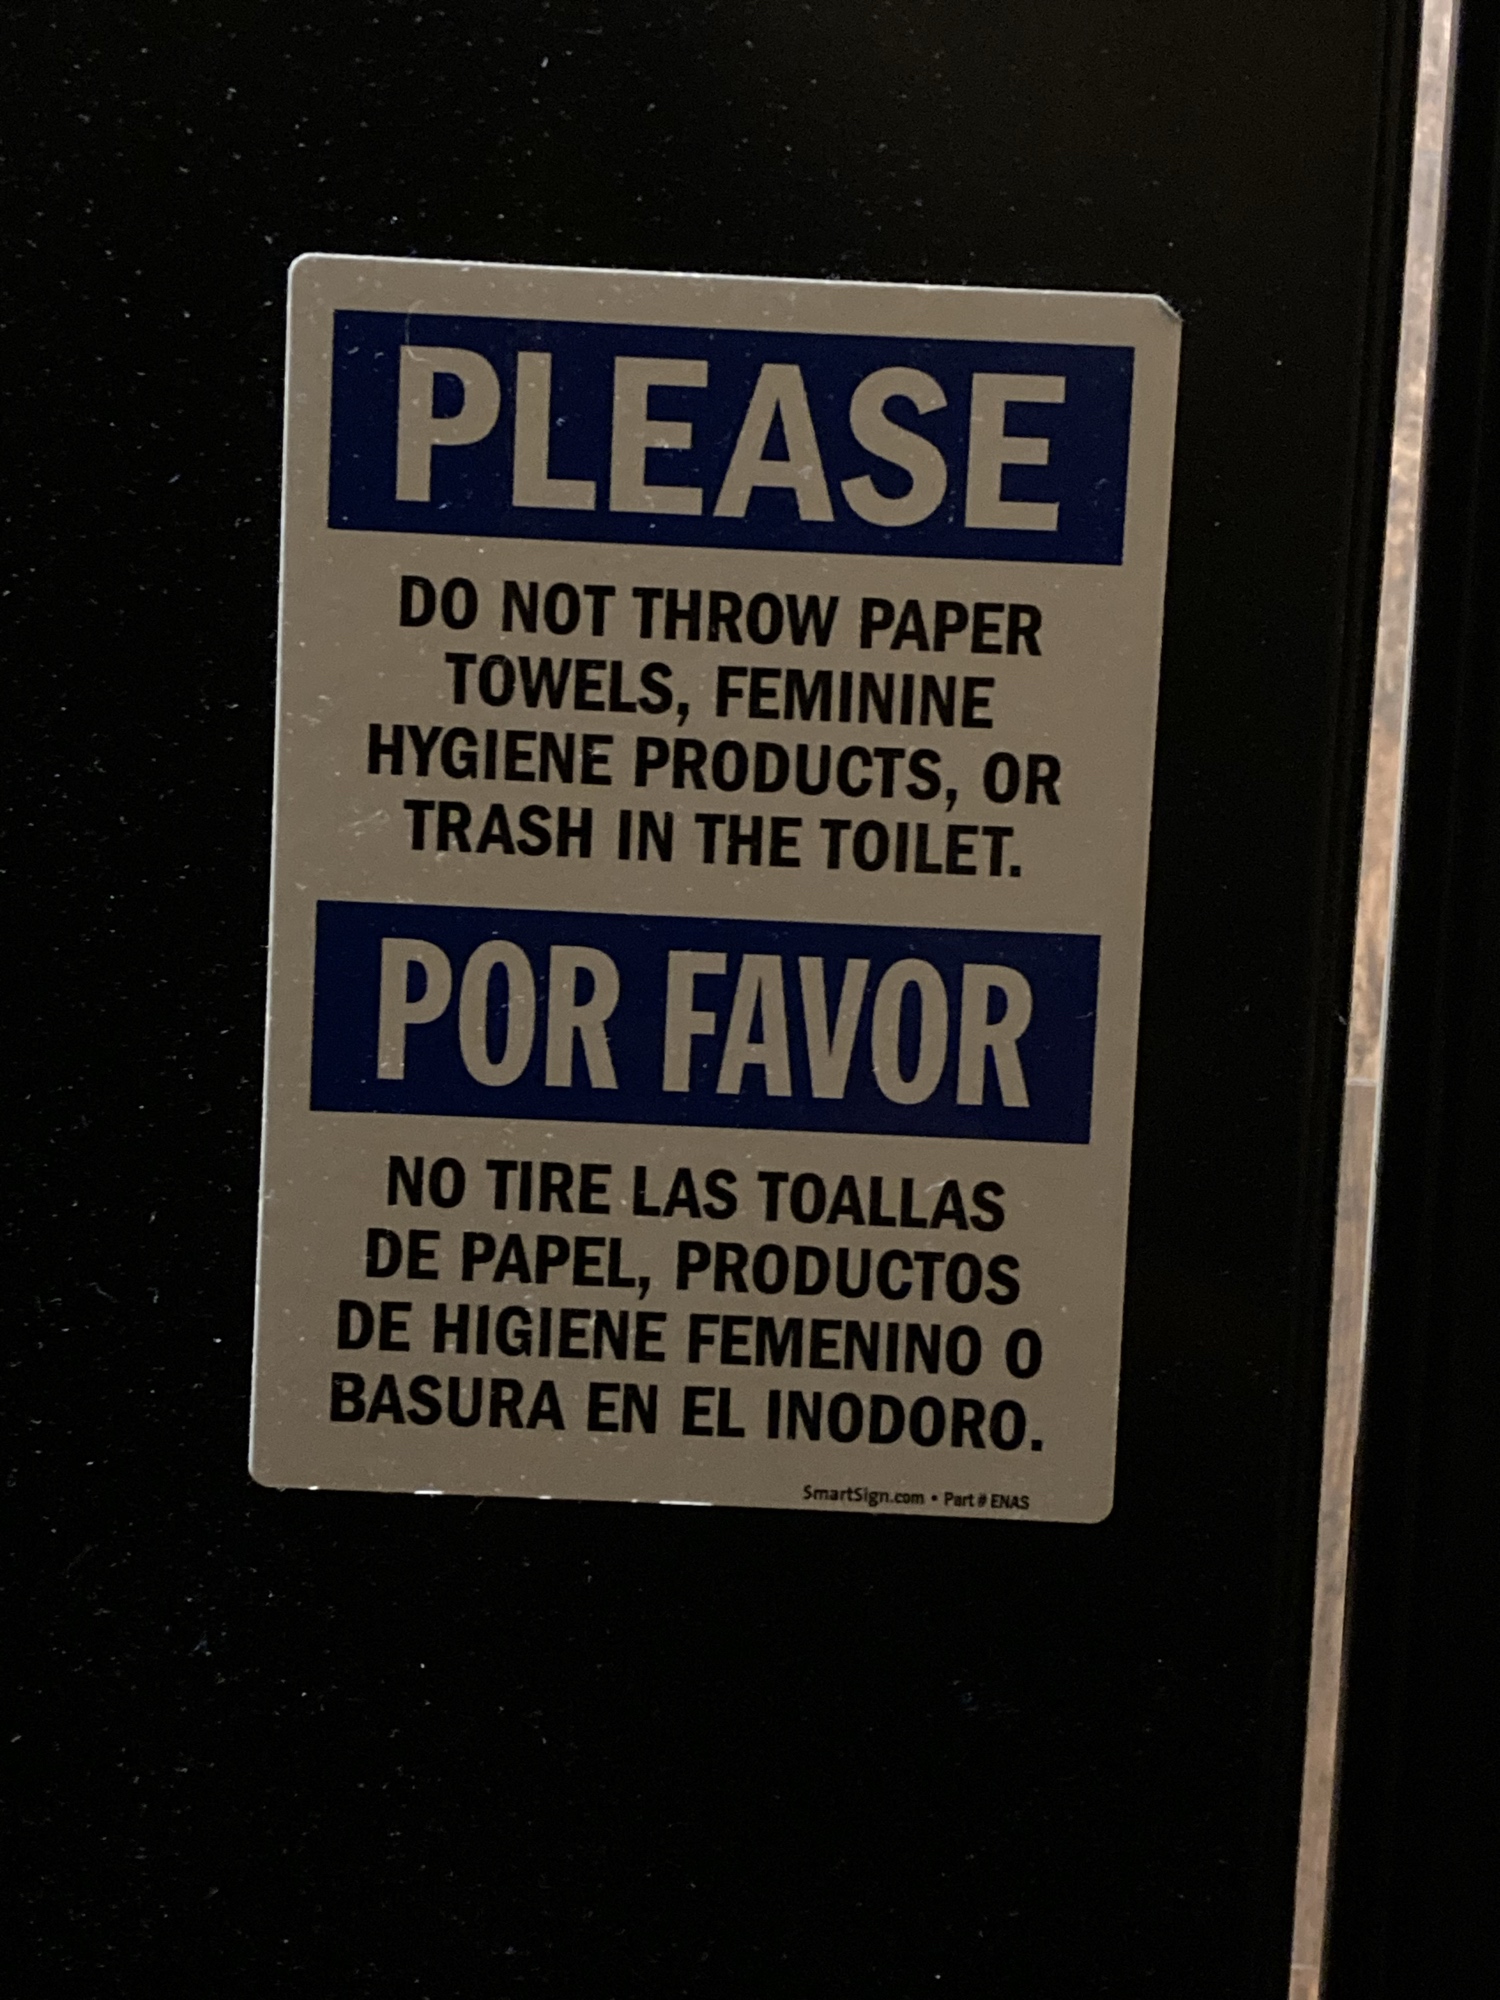 PLEASE
DO NOT THROW PAPER
TOWELS, FEMININE
HYGIENE PRODUCTS, OR
TRASH IN THE TOILET.
POR FAVOR
NO TIRE LAS TOALLAS
DE PAPEL, PRODUCTOS
DE HIGIENE FEMENINO O
BASURA EN EL INODORO.
SmartSign.com • Part # ENAS